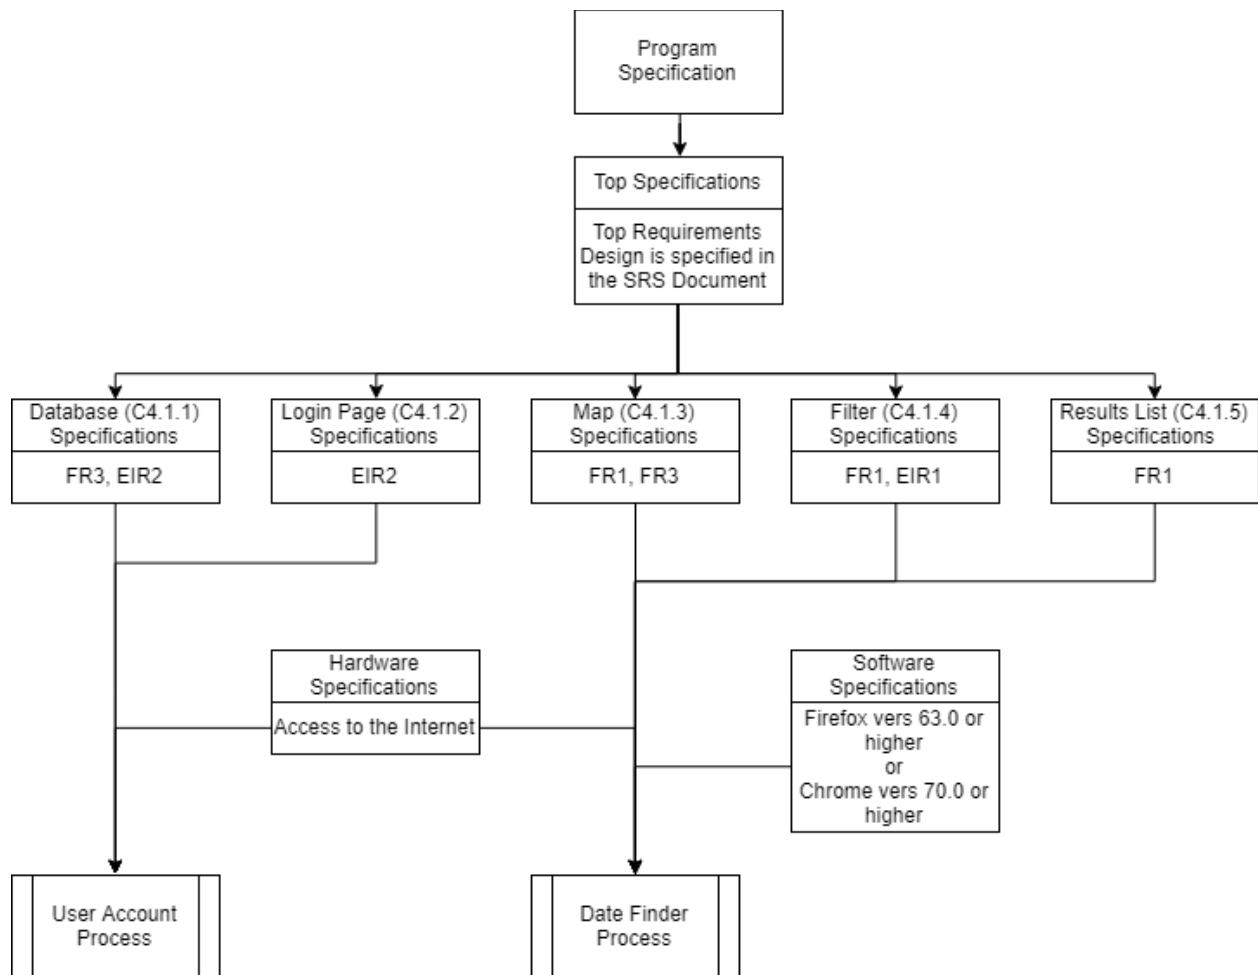 Program
Specification
Top Specifications
Top Requirements
Design is specified in
the SRS Document
Database (C4.1.1)
Specifications
FR3, EIR2
Login Page (C4.1.2)
Specifications
EIR2
Map (C4.1.3)
Specifications
FR1, FR3
Filter (C4.1.4)
Specifications
FR1, EIR1
Results List (C4.1.5)
Specifications
FR1
Hardware
Specifications
Access to the Internet
Software
Specifications
Firefox vers 63.0 or
higher
or
Chrome vers 70.0 or
higher
User Account
Process
Date Finder
Process